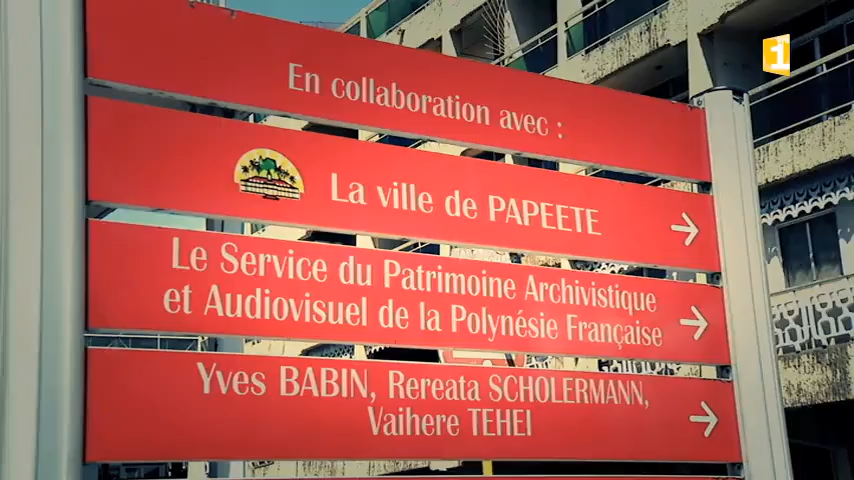 1
En collaboration avec :
La ville de PAPEETE
Le Service du Patrimoine Archivistique
et Audiovisuel de la Polynésie Française
Yves BABIN, Rereata SCHOLERMANN,
Vaihere TEHEI